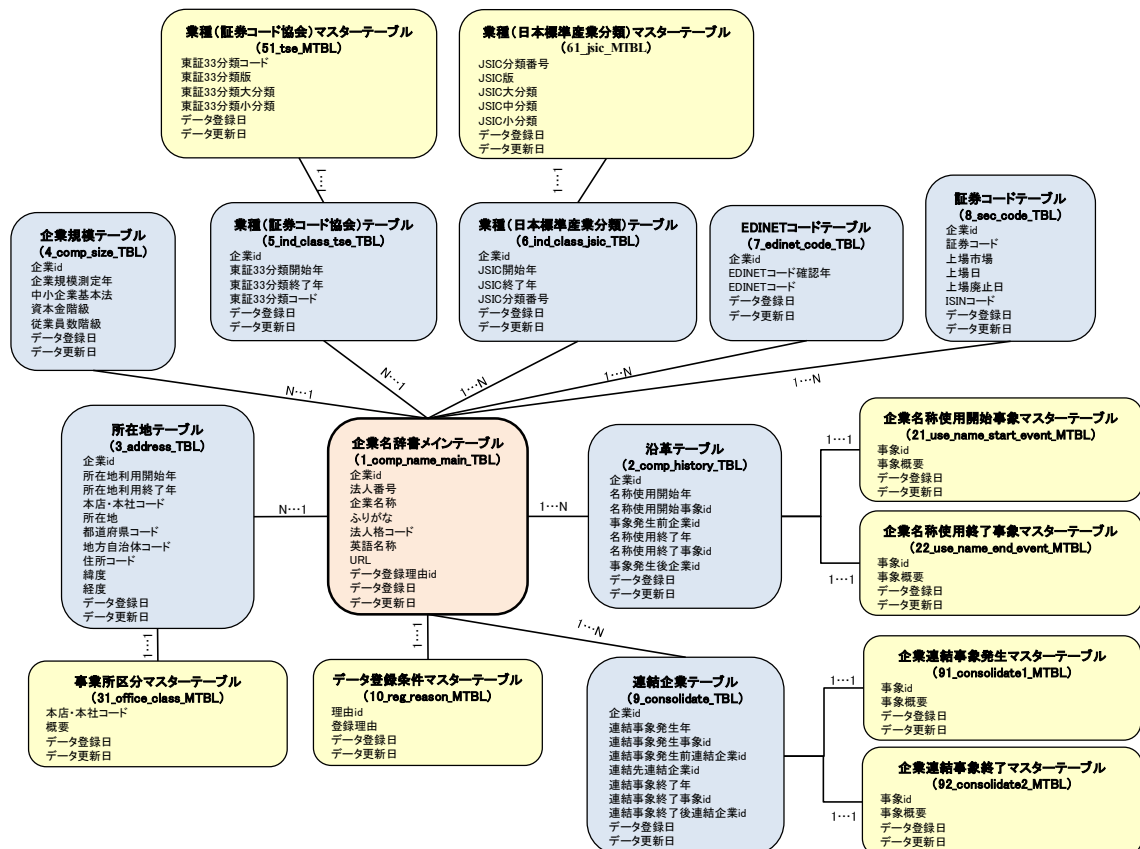 業種(証券コード協会)マスターテーブル
(51_tse_MTBL)
東証33分類コード
東証33分類版
東証33分類大分類
東証33分類小分類
データ登録日
データ更新日
業種(日本標準産業分類)マスターテーブル
(61_jsic_MTBL)
JSIC分類番号
JSIC版
JSIC大分類
JSIC中分類
JSIC小分類
データ登録日
データ更新日
1…1
1…1
企業規模テーブル
(4_comp_size_TBL)
企業id
企業規模測定年
中小企業基本法
資本金階級
従業員数階級
データ登録日
データ更新日
業種(証券コード協会)テーブル
(5_ind_class_tse_TBL)
企業id
東証33分類開始年
東証33分類終了年
東証33分類コード
データ登録日
データ更新日
業種(日本標準産業分類)テーブル
(6_ind_class_jsic_TBL)
企業id
JSIC開始年
JSIC終了年
JSIC分類番号
データ登録日
データ更新日
EDINETコードテーブル
(7_edinet_code_TBL)
企業id
EDINETコード確認年
EDINETコード
データ登録日
データ更新日
証券コードテーブル
(8_sec_code_TBL)
企業id
証券コード
上場市場
上場日
上場廃止日
ISINコード
データ登録日
データ更新日
N…1
N…1
1…N
1…N
1…N
所在地テーブル
(3_address_TBL)
企業id
所在地利用開始年
所在地利用終了年
本店・本社コード
所在地
都道府県コード
地方自治体コード
住所コード
緯度
経度
データ登録日
データ更新日
N…1
企業名辞書メインテーブル
(1_comp_name_main_TBL)
企業id
法人番号
企業名称
ふりがな
法人格コード
英語名称
URL
データ登録理由id
データ登録日
データ更新日
1…N
沿革テーブル
(2_comp_history_TBL)
企業id
名称使用開始年
名称使用開始事象id
事象発生前企業id
名称使用終了年
名称使用終了事象id
事象発生後企業id
データ登録日
データ更新日
1…1
企業名称使用開始事象マスターテーブル
(21_use_name_start_event_MTBL)
事象id
事象概要
データ登録日
データ更新日
1…1
企業名称使用終了事象マスターテーブル
(22_use_name_end_event_MTBL)
事象id
事象概要
データ登録日
データ更新日
1…1
1…1
1…N
事業所区分マスターテーブル
(31_office_class_MTBL)
本店・本社コード
概要
データ登録日
データ更新日
データ登録条件マスターテーブル
(10_reg_reason_MTBL)
理由id
登録理由
データ登録日
データ更新日
連結企業テーブル
(9_consolidate_TBL)
企業id
連結事象発生年
連結事象発生事象id
連結事象発生前連結企業id
連結先連結企業id
連結事象終了年
連結事象終了事象id
連結事象終了後連結企業id
データ登録日
データ更新日
1…1
企業連結事象発生マスターテーブル
(91_consolidate1_MTBL)
事象id
事象概要
データ登録日
データ更新日
1…1
企業連結事象終了マスターテーブル
(92_consolidate2_MTBL)
事象id
事象概要
データ登録日
データ更新日